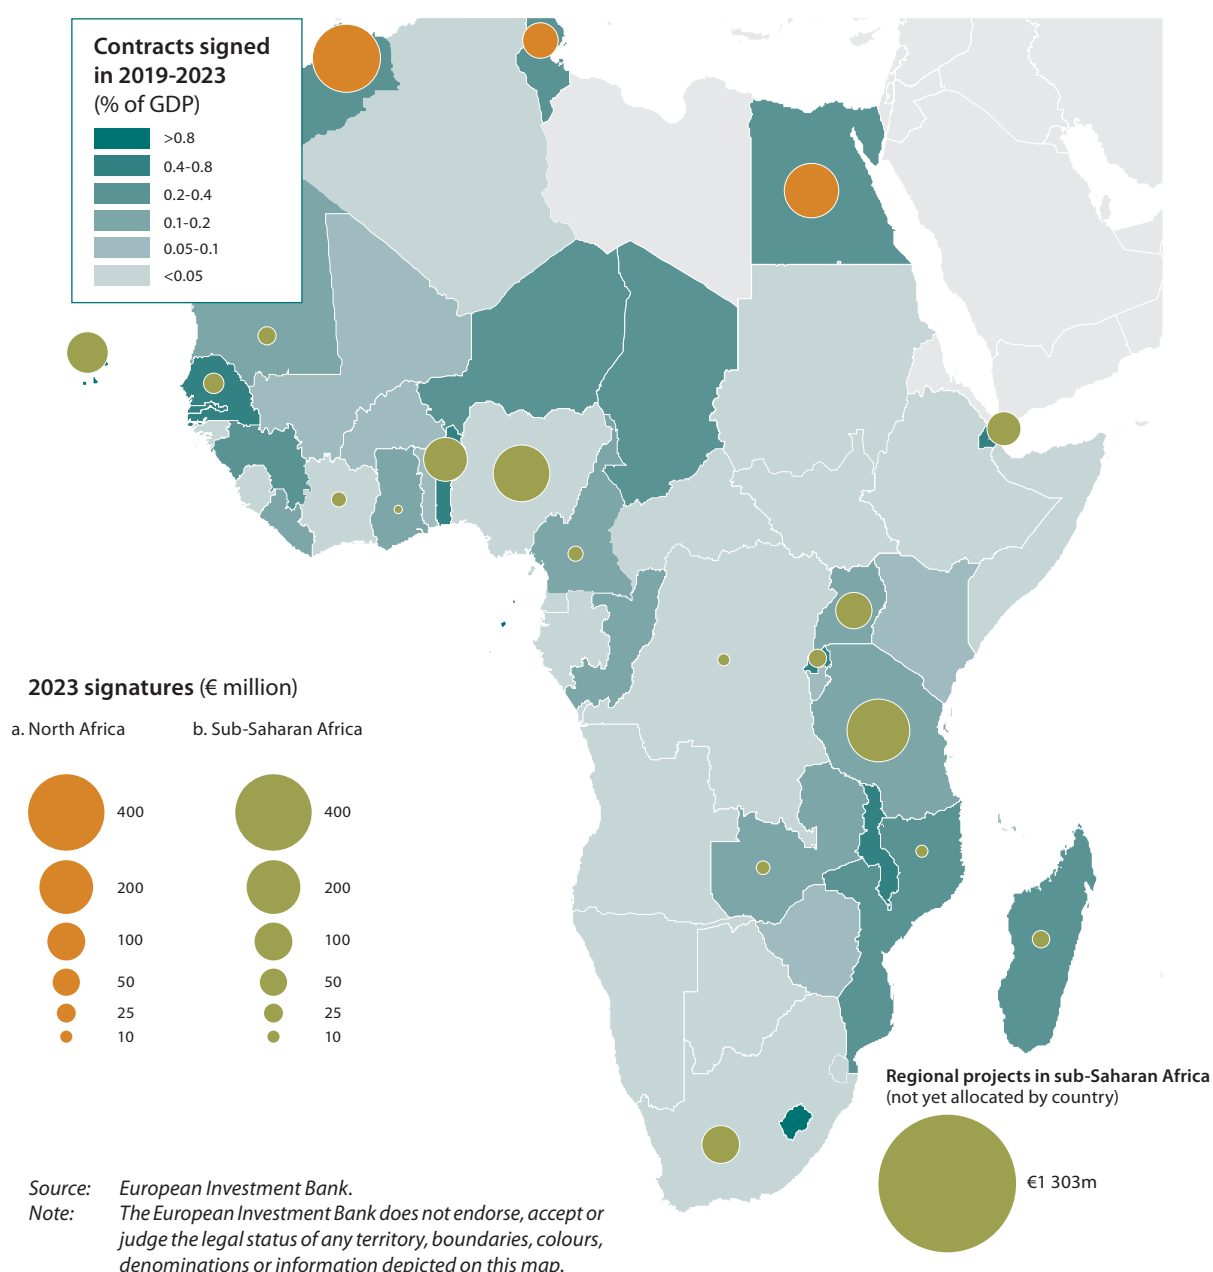 Contracts signed
in 2019-2023
(% of GDP)
>0.8
0.4-0.8
0.2-0.4
0.1-0.2
0.05-0.1
<0.05
2023 signatures (€ million)
a. North Africa
b. Sub-Saharan Africa
400
400
200
200
100
100
50
50
25
25
10
10
Regional projects in sub-Saharan Africa
(not yet allocated by country)
€1 303m
Source: European Investment Bank.
Note: The European Investment Bank does not endorse, accept or
judge the legal status of any territory, boundaries, colours,
denominations or information depicted on this map.